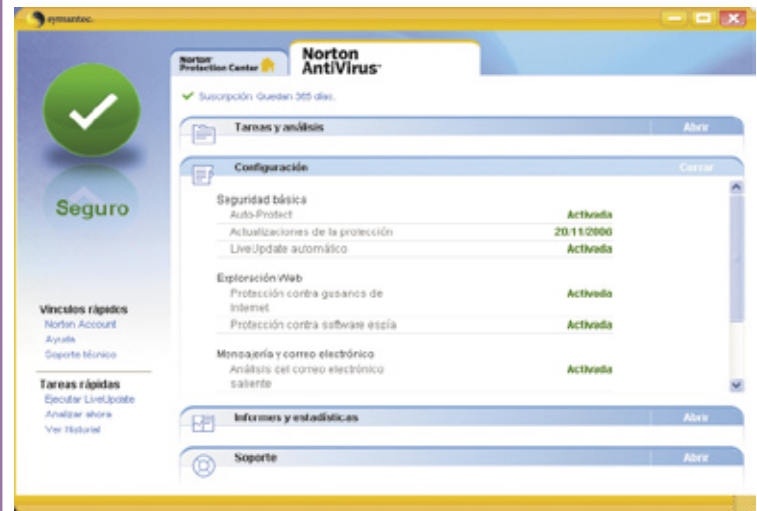 symantec.
Norton Protection Center
Norton AntiVirus
Suscripción: Quedan 365 días.
Seguro
Vínculos rápidos
Norton Account
Ayuda
Soporte técnico
Tareas rápidas
Ejecutar LiveUpdate
Analizar ahora
Ver Historial
Tareas y análisis Abrir
Configuración Cerrar
Seguridad básica
Auto-Protect Activada
Actualizaciones de la protección 20/11/2006
LiveUpdate automático Activada
Exploración Web
Protección contra gusanos de Activada
Internet
Protección contra software espía Activada
Mensajería y correo electrónico
Análisis del correo electrónico Activada
saliente
Informes y estadísticas Abrir
Soporte Abrir